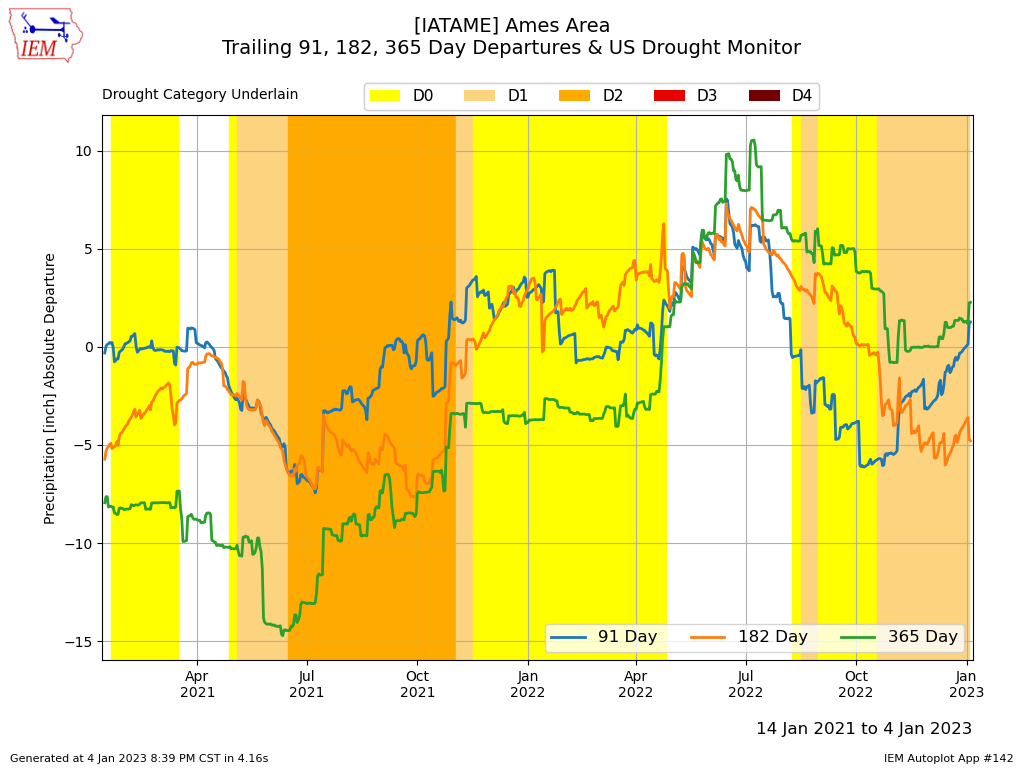 IEM
[IATAME] Ames Area
Trailing 91, 182, 365 Day Departures & US Drought Monitor
Drought Category Underlain
D0 D1 D2 D3 D4
Precipitation [inch] Absolute Departure
10
5
0
−5
−10
−15
91 Day 182 Day 365 Day
Apr 2021
Jul 2021
Oct 2021
Jan 2022
Apr 2022
Jul 2022
Oct 2022
Jan 2023
14 Jan 2021 to 4 Jan 2023
Generated at 4 Jan 2023 8:39 PM CST in 4.16s
IEM Autoplot App #142